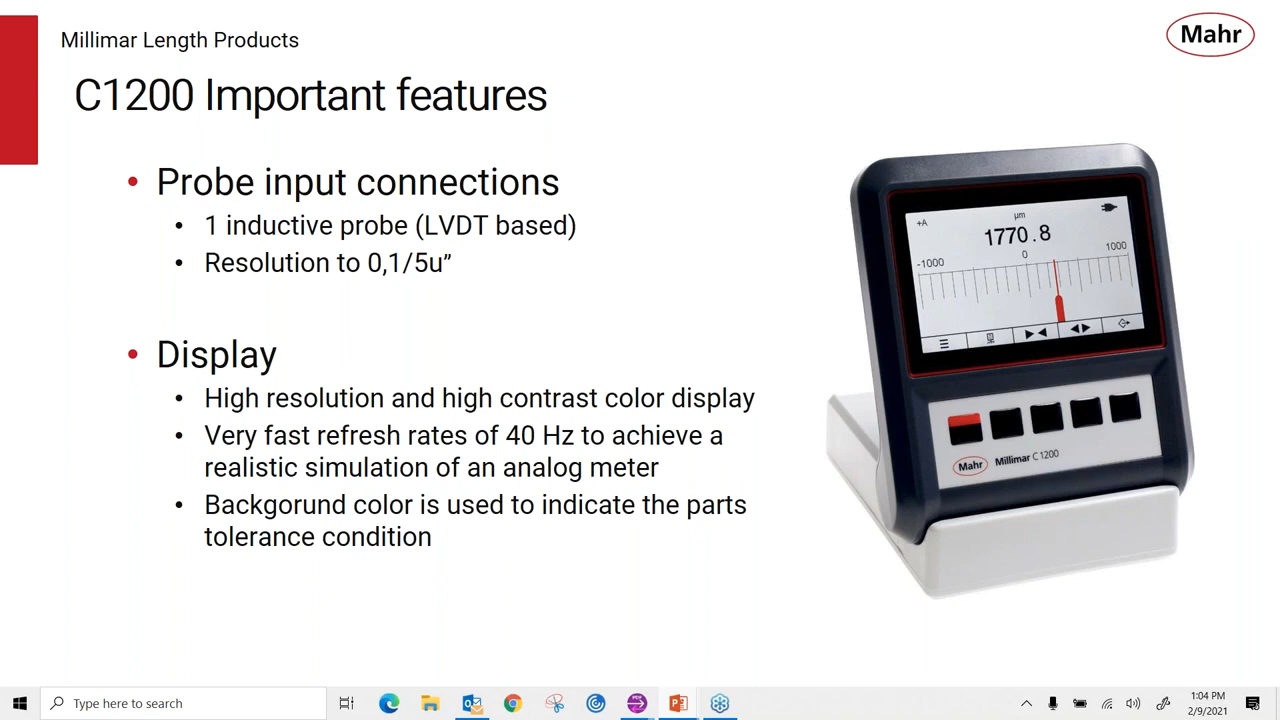 Millimar Length Products
Mahr
C1200 Important features
• Probe input connections
• 1 inductive probe (LVDT based)
• Resolution to 0,1/5u”
• Display
• High resolution and high contrast color display
• Very fast refresh rates of 40 Hz to achieve a
realistic simulation of an analog meter
• Backgorund color is used to indicate the parts
tolerance condition
+A
µm
1770.8
-1000
0
1000
Mahr Millimar C 1200
Type here to search
1:04 PM
2/9/2021